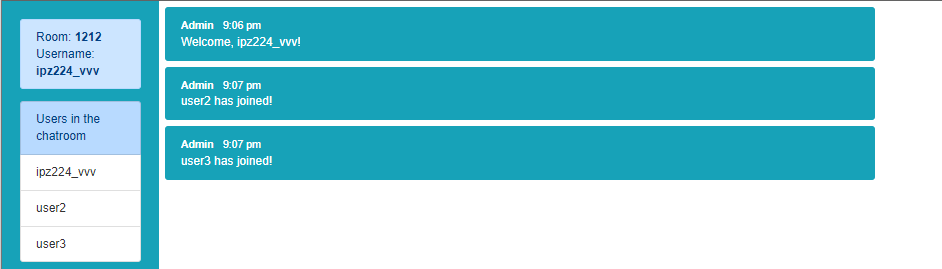 Room: 1212
Username:
ipz224_vvv
Users in the
chatroom
ipz224_vvv
user2
user3
Admin 9:06 pm
Welcome, ipz224_vvv!
Admin 9:07 pm
user2 has joined!
Admin 9:07 pm
user3 has joined!